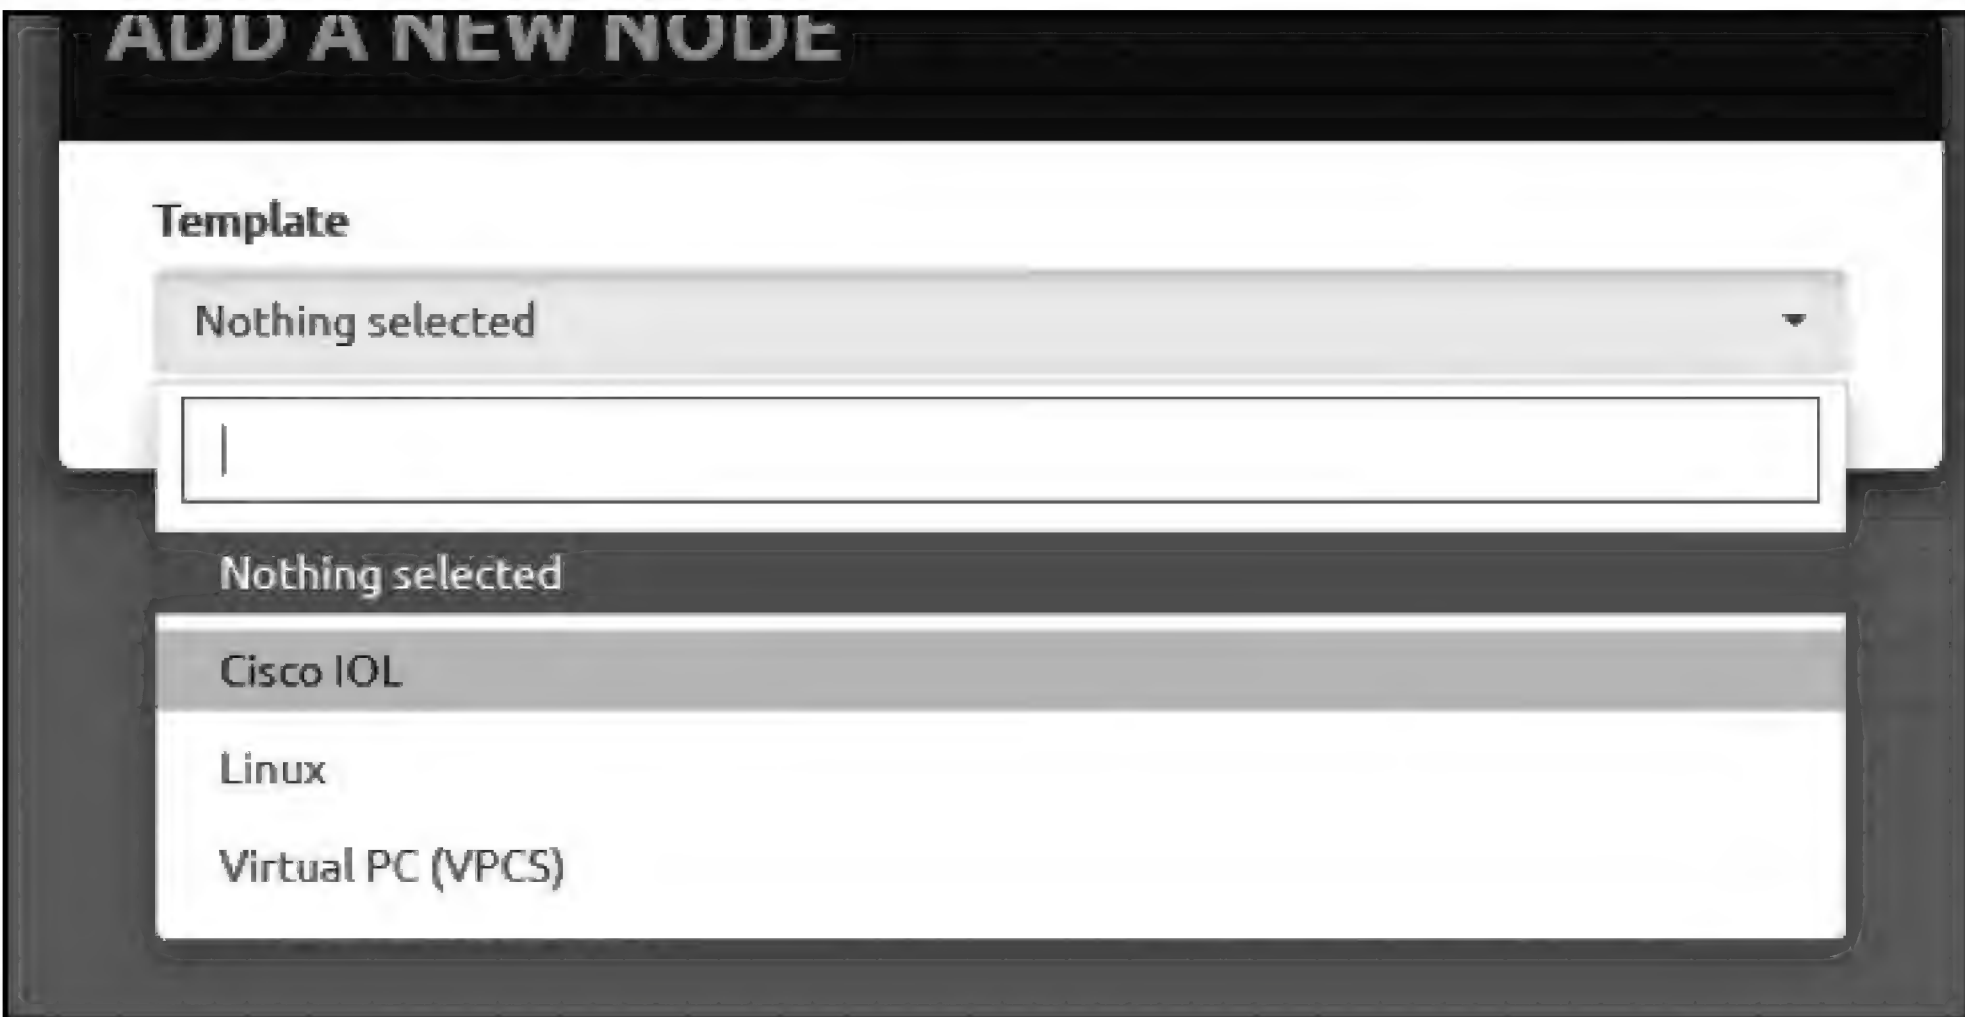 ADD A NEW NODE
Template
Nothing selected
Nothing selected
Cisco IOL
Linux
Virtual PC (VPCS)